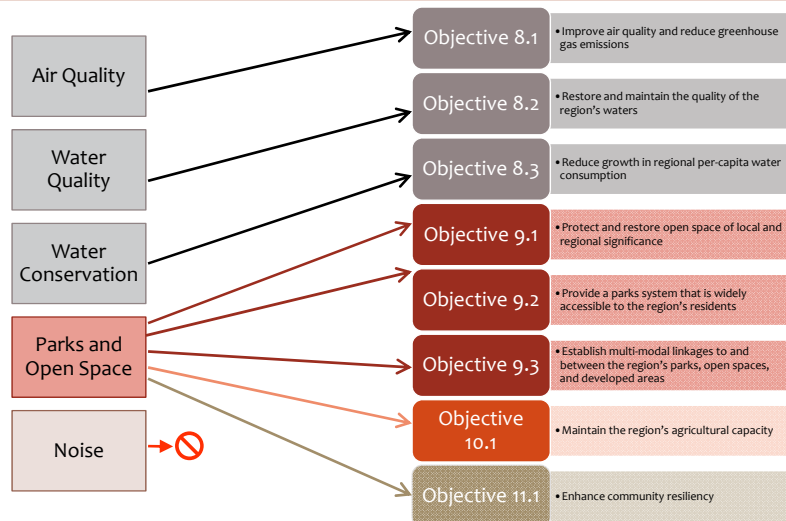 Air Quality
Water
Quality
Water
Conservation
Parks and
Open Space
Noise
Objective 8.1
• Improve air quality and reduce greenhouse
gas emissions
Objective 8.2
• Restore and maintain the quality of the
region’s waters
Objective 8.3
• Reduce growth in regional per-capita water
consumption
Objective 9.1
• Protect and restore open space of local and
regional significance
Objective 9.2
• Provide a parks system that is widely
accessible to the region’s residents
Objective 9.3
• Establish multi-modal linkages to and
between the region’s parks, open spaces,
and developed areas
Objective
10.1
• Maintain the region’s agricultural capacity
Objective 11.1
• Enhance community resiliency